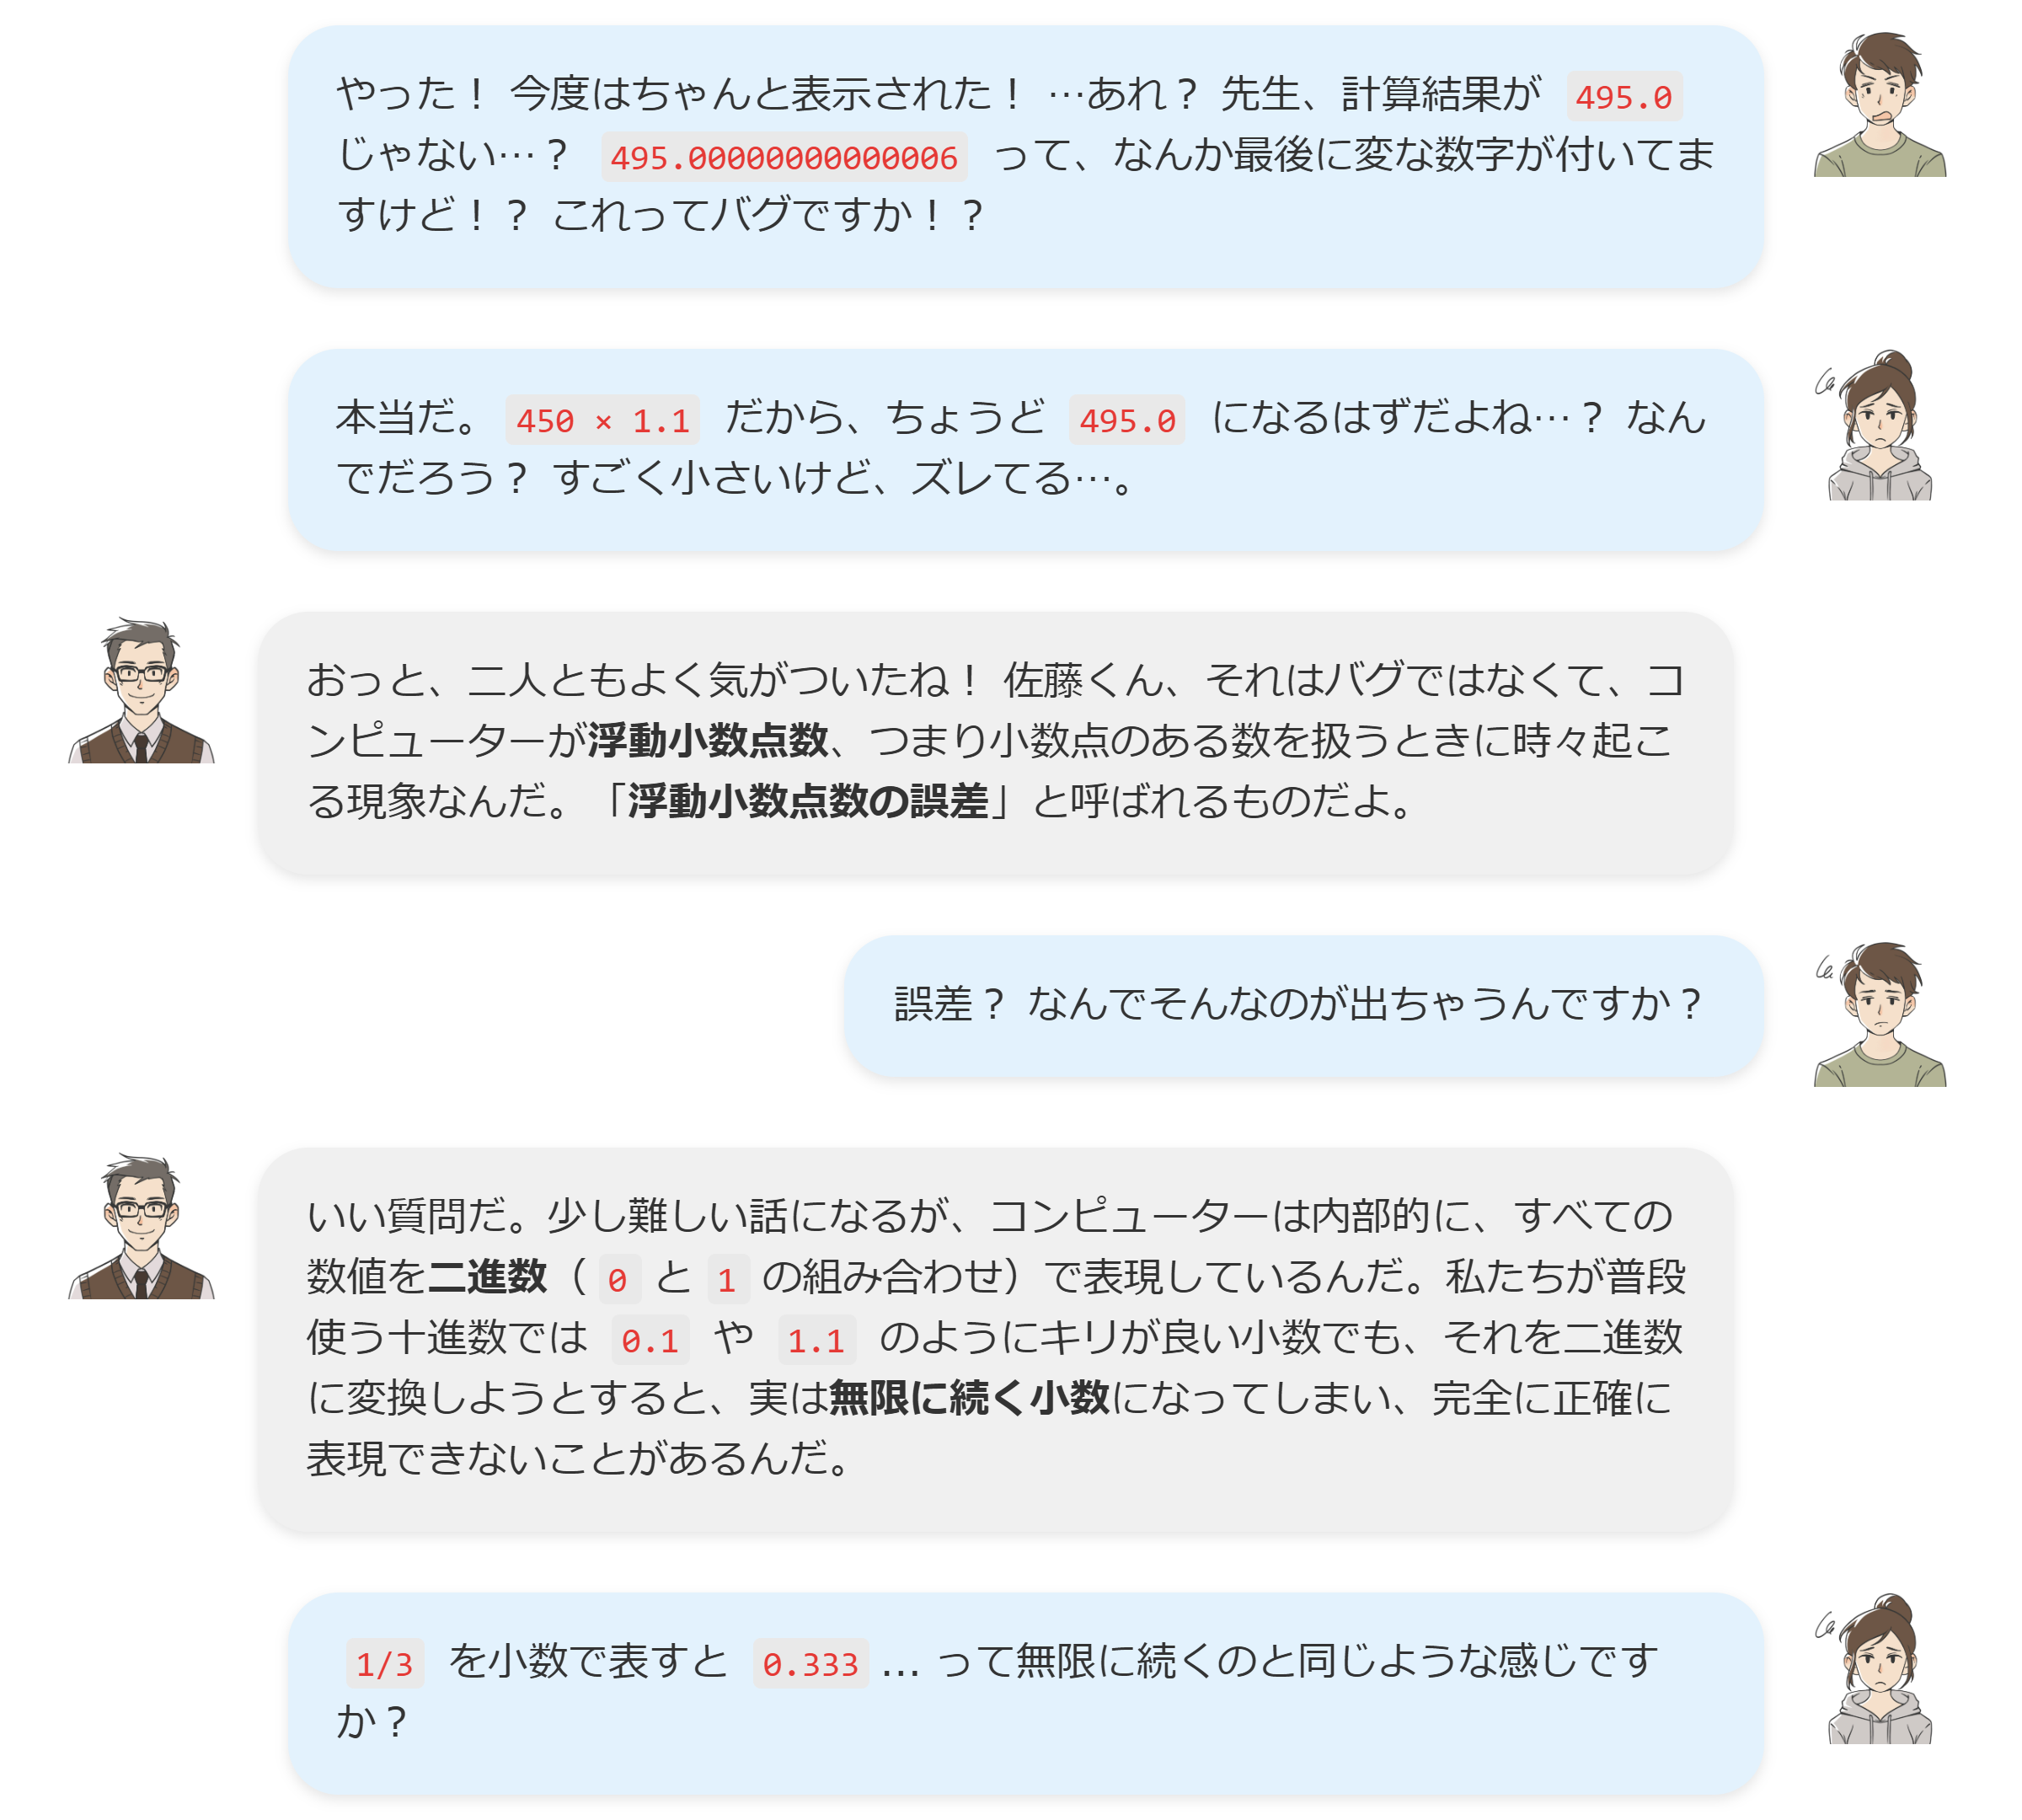 やった！ 今度はちゃんと表示された！ …あれ？ 先生、計算結果が 495.0
じゃない…？ 495.00000000000006 って、なんか最後に変な数字が付いてま
すけど！？ これってバグですか！？
本当だ。 450 × 1.1 だから、ちょうど 495.0 になるはずだよね…？ なん
でだろう？ すごく小さいけど、ズレてる…。
おっと、二人ともよく気がついたね！ 佐藤くん、それはバグではなくて、コ
ンピューターが浮動小数点数、つまり小数点のある数を扱うときに時々起こ
る現象なんだ。「浮動小数点数の誤差」と呼ばれるものだよ。
誤差？ なんでそんなのが出ちゃうんですか？
いい質問だ。少し難しい話になるが、コンピューターは内部的に、すべての
数値を二進数（ 0 と 1 の組み合わせ）で表現しているんだ。私たちが普段
使う十進数では 0.1 や 1.1 のようにキリが良い小数でも、それを二進数
に変換しようとすると、実は無限に続く小数になってしまい、完全に正確に
表現できないことがあるんだ。
1/3 を小数で表すと 0.333 … って無限に続くのと同じような感じです
か？